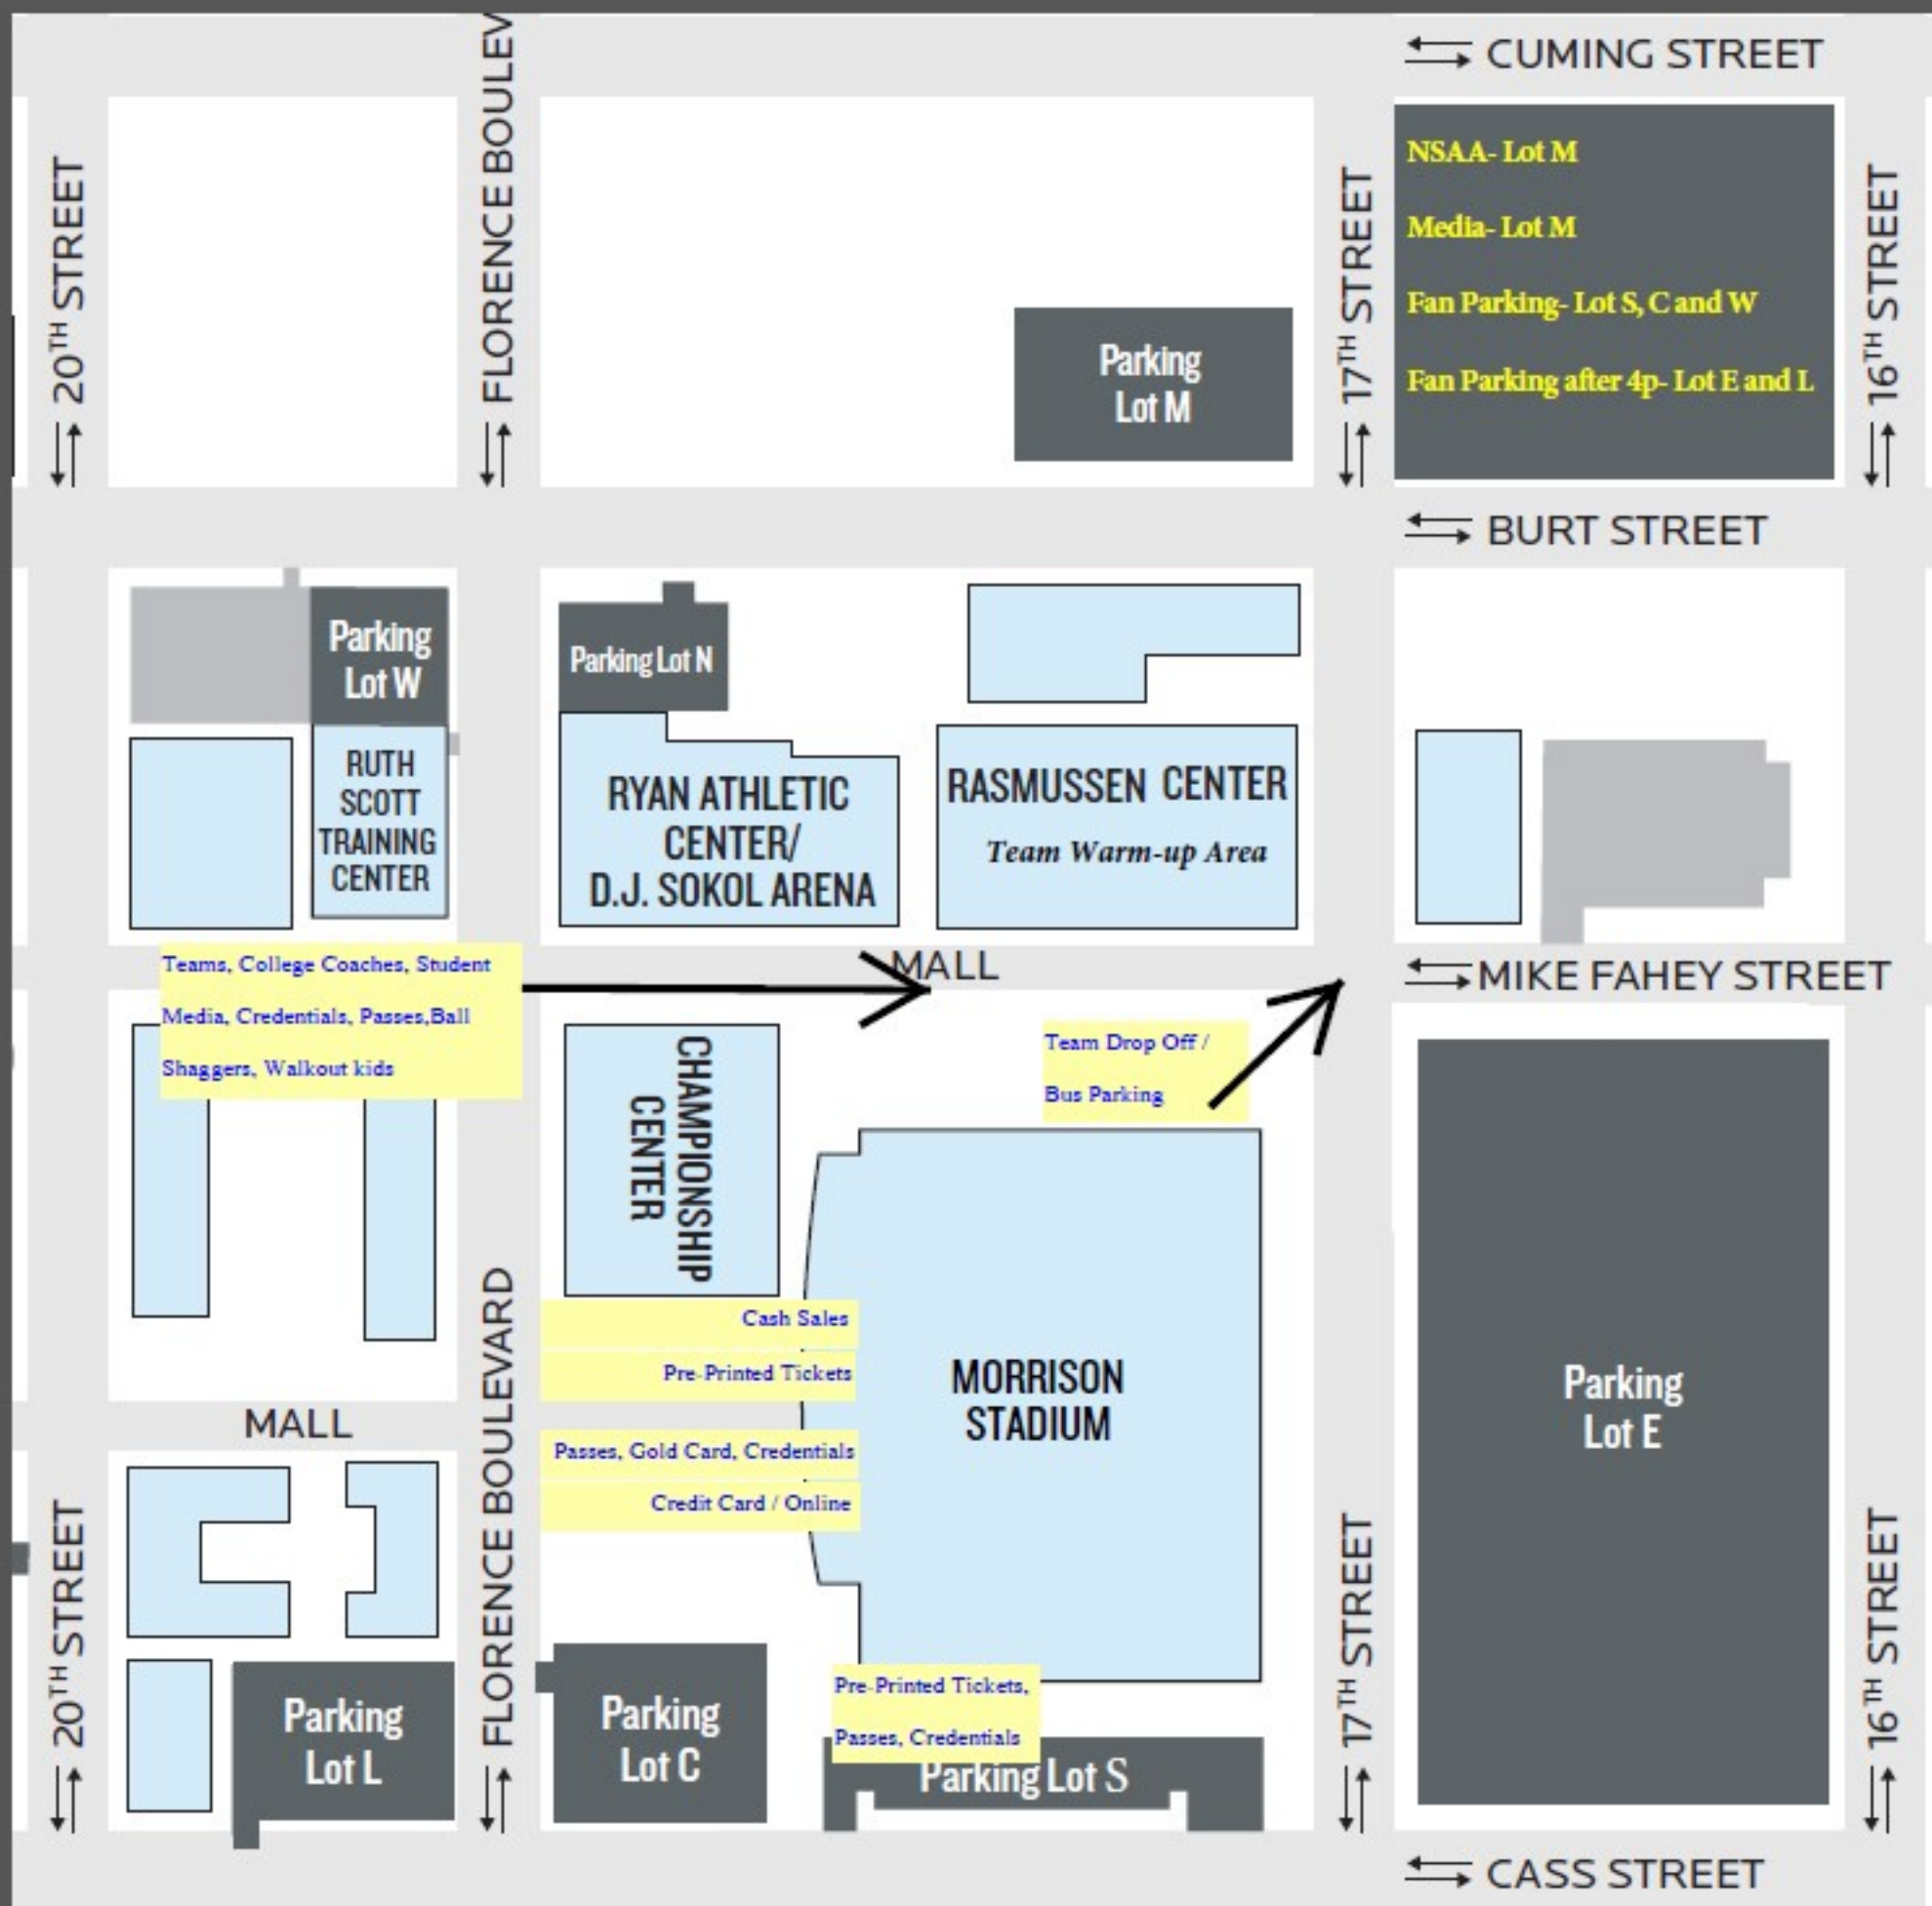 CUMING STREET
20TH STREET
FLORENCE BOULEV
17TH STREET
16TH STREET
NSAA- Lot M
Media- Lot M
Fan Parking- Lot S, C and W
Fan Parking after 4p- Lot E and L
Parking
Lot M
BURT STREET
Parking
Lot W
Parking Lot N
RUTH
SCOTT
TRAINING
CENTER
RYAN ATHLETIC
CENTER/
D.J. SOKOL ARENA
RASMUSSEN CENTER
Team Warm-up Area
MALL
MIKE FAHEY STREET
Teams, College Coaches, Student
Media, Credentials, Passes,Ball
Shaggers, Walkout kids
Team Drop Off /
Bus Parking
CHAMPIONSHIP
CENTER
Cash Sales
Pre-Printed Tickets
Passes, Gold Card, Credentials
Credit Card / Online
MORRISON
STADIUM
Parking
Lot E
MALL
20TH STREET
FLORENCE BOULEVARD
17TH STREET
16TH STREET
Parking
Lot L
Parking
Lot C
Pre-Printed Tickets,
Passes, Credentials
Parking Lot S
CASS STREET